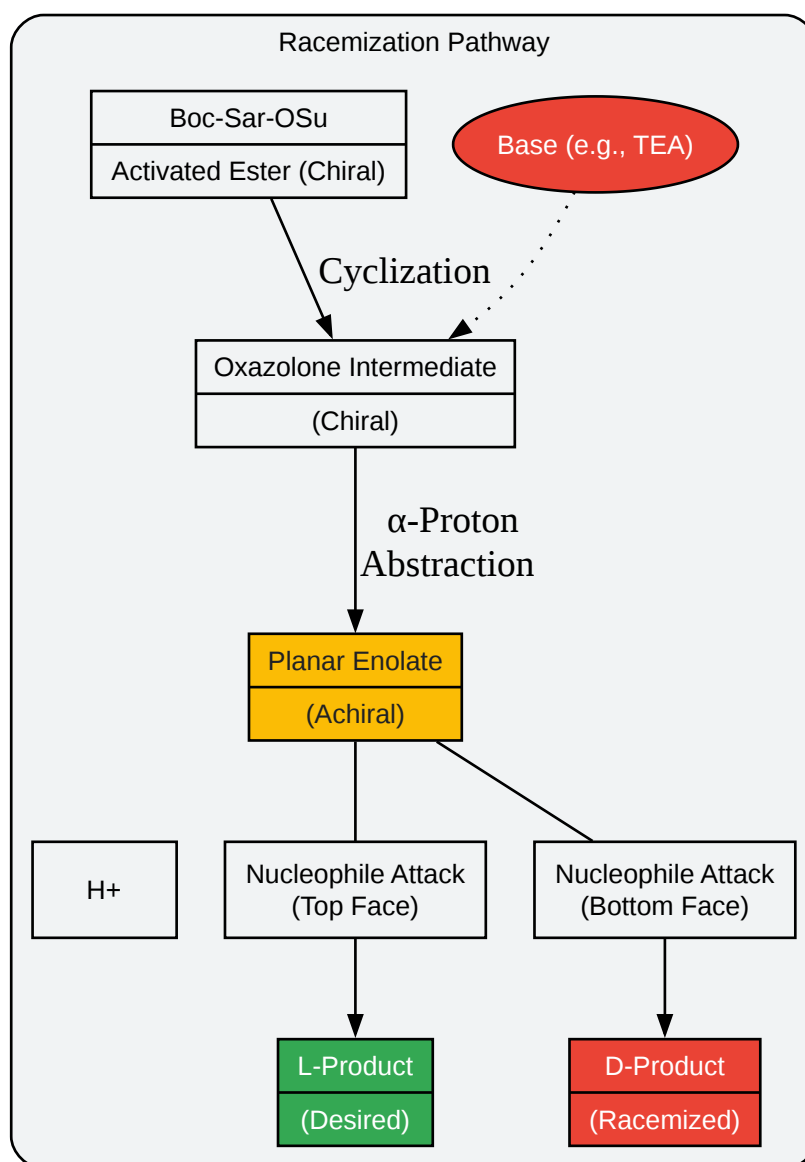 Racemization Pathway
Boc-Sar-OSu
Activated Ester (Chiral)
Base (e.g., TEA)
Cyclization
Oxazolone Intermediate
(Chiral)
α-Proton
Abstraction
Planar Enolate
(Achiral)
H+
Nucleophile Attack
(Top Face)
Nucleophile Attack
(Bottom Face)
L-Product
(Desired)
D-Product
(Racemized)